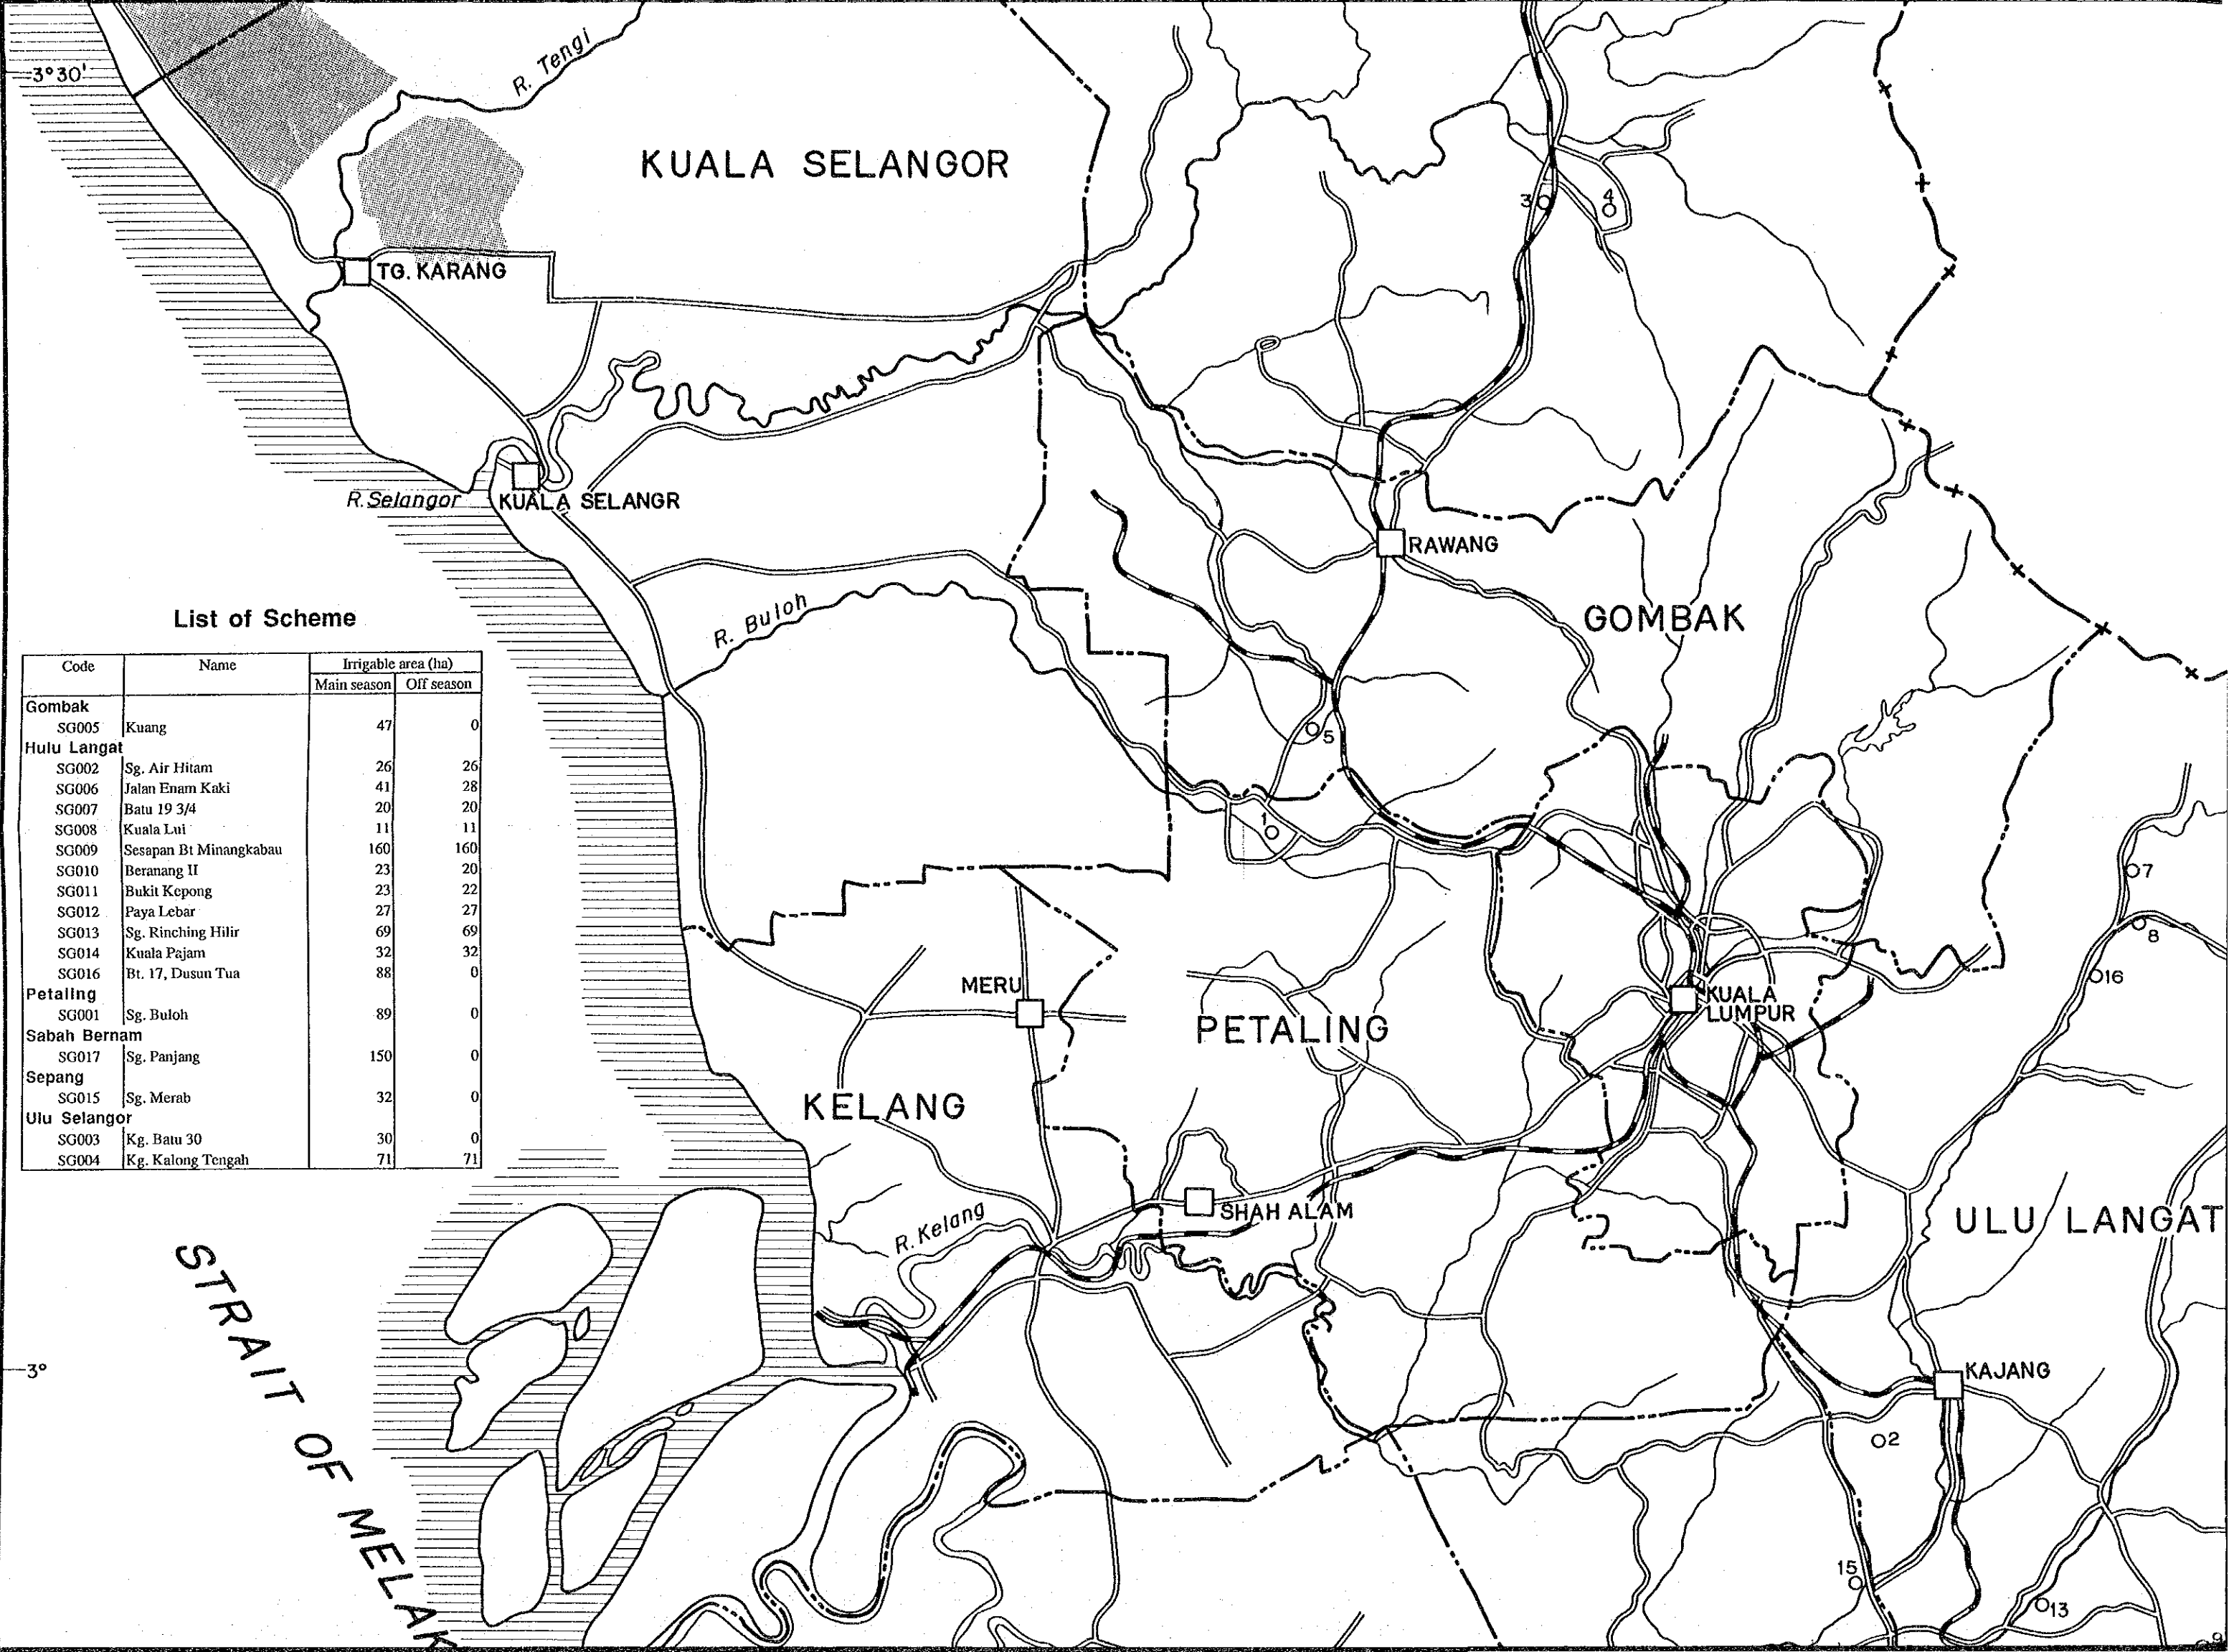 3°30'
R. Tengi
KUALA SELANGOR
3
4
TG. KARANG
R. Selangor
KUALA SELANGR
RAWANG
GOMBAK
R. Buloh
List of Scheme
Code Name Irrigable area (ha)
Main season Off season
Gombak
SG005 Kuang 47 0
Hulu Langat
SG002 Sg. Air Hitam 26 26
SG006 Jalan Enam Kaki 41 28
SG007 Batu 19 3/4 20 20
SG008 Kuala Lui 11 11
SG009 Sesapan Bt Minangkabau 160 160
SG010 Beranang II 23 20
SG011 Bukit Kepong 23 22
SG012 Paya Lebar 27 27
SG013 Sg. Rinching Hilir 69 69
SG014 Kuala Pajam 32 32
SG016 Bt. 17, Dusun Tua 88 0
Petaling
SG001 Sg. Buloh 89 0
Sabah Bernam
SG017 Sg. Panjang 150 0
Sepang
SG015 Sg. Merab 32 0
Ulu Selangor
SG003 Kg. Batu 30 30 0
SG004 Kg. Kalong Tengah 71 71
5
1
7
8
16
MERU
KUALA
LUMPUR
PETALING
KELANG
SHAH ALAM
R. Kelang
ULU LANGAT
STRAIT OF MELAK
3°
KAJANG
2
15
13
9